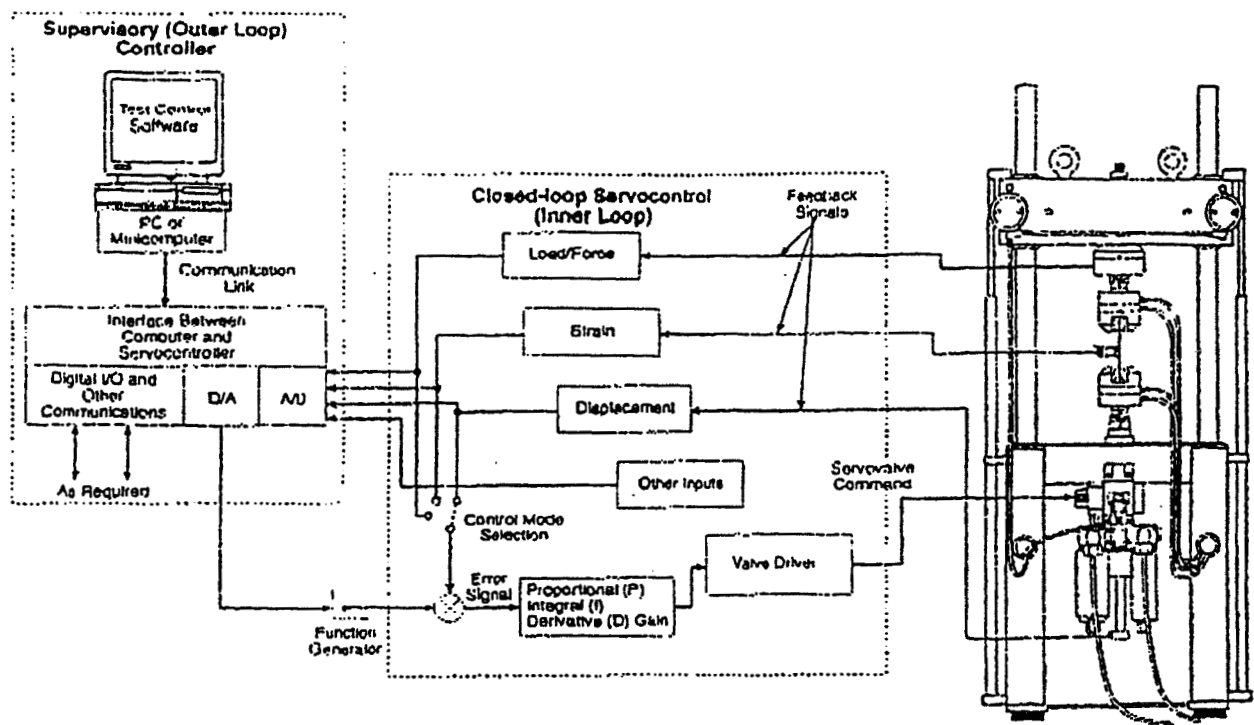 Supervisory (Outer Loop)
Controller
Test Control
Software
PC or
Minicomputer
Communication
Link
Interface Between
Computer and
Servocontroller
Digital I/O and
Other
Communications
D/A
A/D
As Required
Closed-loop Servocontrol
(Inner Loop)
Feedback
Signals
Load/Force
Strain
Displacement
Other Inputs
Servovalve
Command
Control Mode
Selection
Valve Driver
Error
Signal
Proportional (P)
Integral (I)
Derivative (D) Gain
Function
Generator